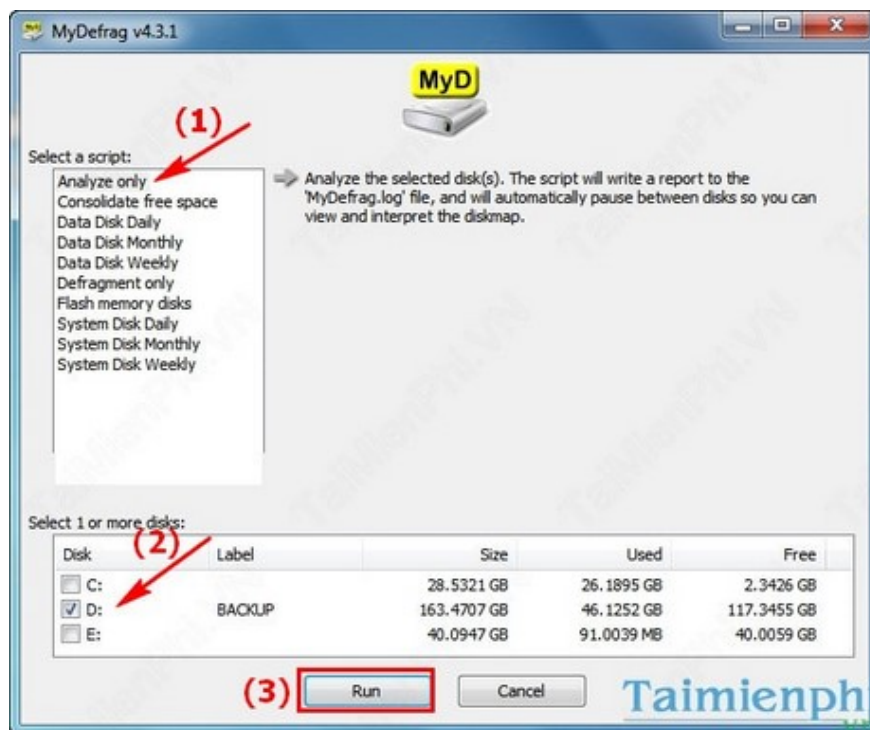 MyDefrag v4.3.1
MyD
(1)
Select a script:
Analyze only
Consolidate free space
Data Disk Daily
Data Disk Monthly
Data Disk Weekly
Defragment only
Flash memory disks
System Disk Daily
System Disk Monthly
System Disk Weekly
Analyze the selected disk(s). The script will write a report to the
'MyDefrag.log' file, and will automatically pause between disks so you can
view and interpret the diskmap.
Select 1 or more disks:
(2)
Disk Label Size Used Free
C: 28.5321 GB 26.1895 GB 2.3426 GB
D: BACKUP 163.4707 GB 46.1252 GB 117.3455 GB
E: 40.0947 GB 91.0039 MB 40.0059 GB
(3) Run Cancel
Taimienphi